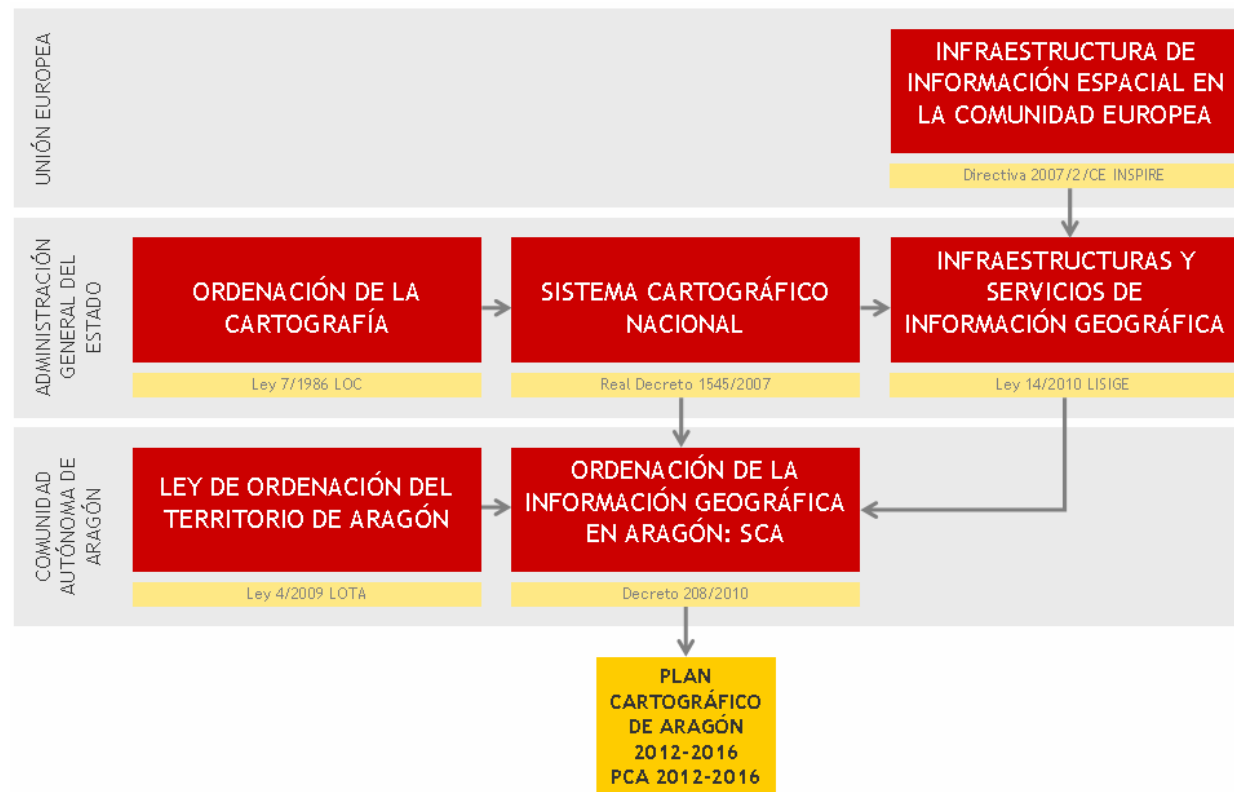 UNIÓN EUROPEA
INFRAESTRUCTURA DE
INFORMACIÓN ESPACIAL EN
LA COMUNIDAD EUROPEA
Directiva 2007/2/CE INSPIRE
ADMINISTRACIÓN
GENERAL DEL
ESTADO
ORDENACIÓN DE LA
CARTOGRAFÍA
Ley 7/1986 LOC
SISTEMA CARTOGRÁFICO
NACIONAL
Real Decreto 1545/2007
INFRAESTRUCTURAS Y
SERVICIOS DE
INFORMACIÓN GEOGRÁFICA
Ley 14/2010 LISIGE
COMUNIDAD
AUTÓNOMA DE
ARAGÓN
LEY DE ORDENACIÓN DEL
TERRITORIO DE ARAGÓN
Ley 4/2009 LOTA
ORDENACIÓN DE LA
INFORMACIÓN GEOGRÁFICA
EN ARAGÓN: SCA
Decreto 208/2010
PLAN
CARTOGRÁFICO
DE ARAGÓN
2012-2016
PCA 2012-2016